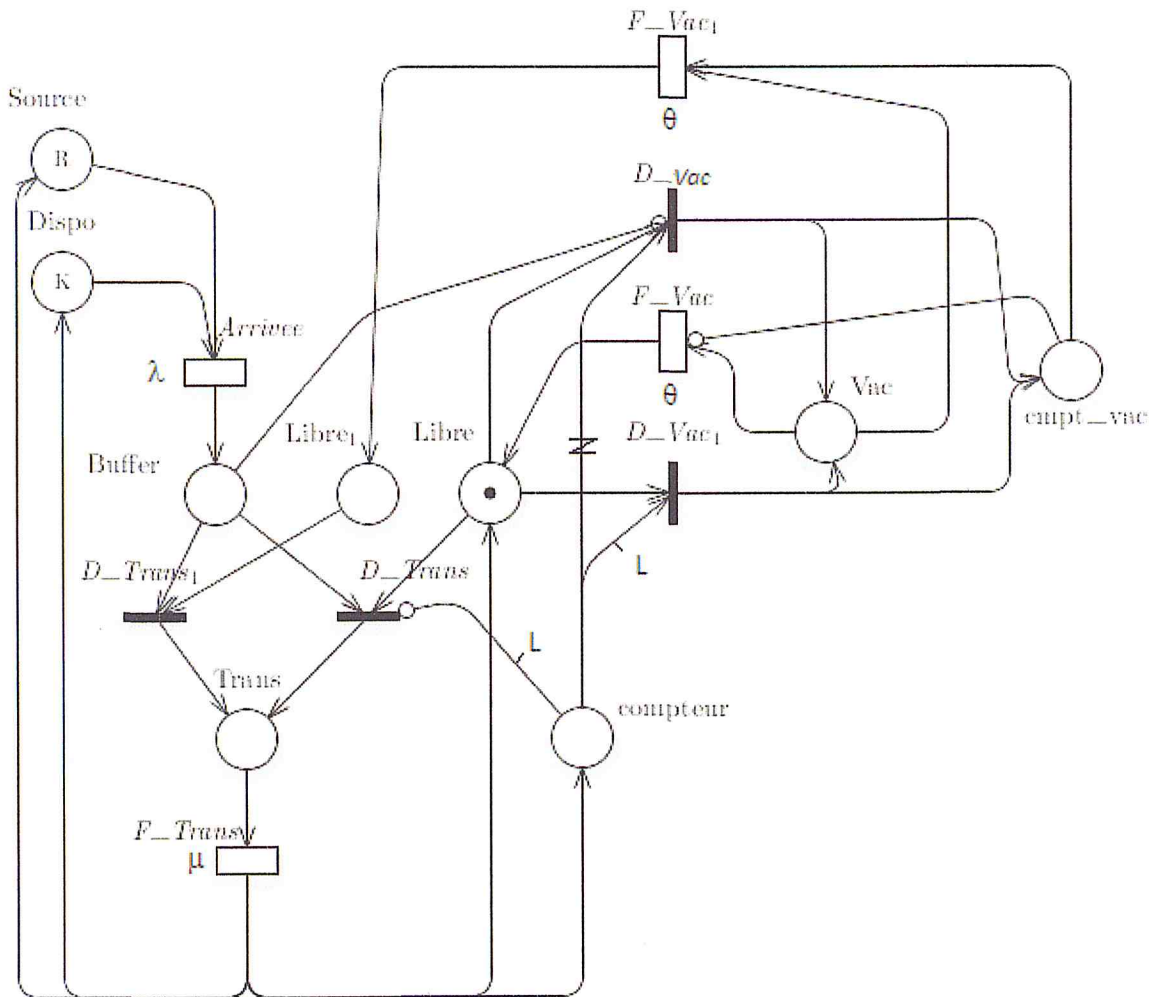 F_Vac₁
θ
Source
R
D_Vac
Dispo
K
F_Vac
θ
Arrivee
λ
Vac
cmpt_vac
D_Vac₁
Libre₁
Libre
Z
Buffer
L
D_Trans₁
D_Trans
L
Trans
compteur
F_Trans
μ